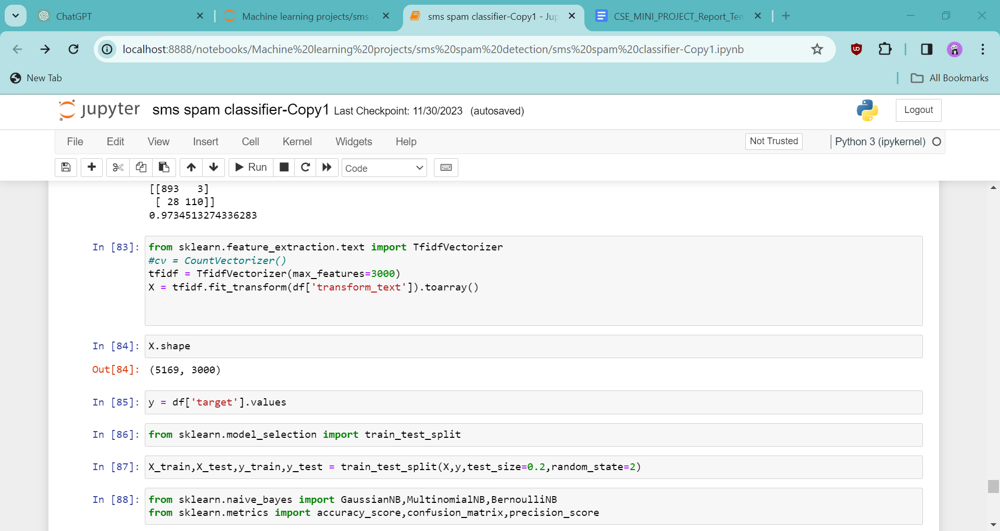 ChatGPT
Machine learning projects/sms
sms spam classifier-Copy1 - Jup
CSE_MINI_PROJECT_Report_Tem
localhost:8888/notebooks/Machine%20learning%20projects/sms%20spam%20detection/sms%20spam%20classifier-Copy1.ipynb
New Tab
All Bookmarks
jupyter sms spam classifier-Copy1 Last Checkpoint: 11/30/2023 (autosaved)
Logout
File Edit View Insert Cell Kernel Widgets Help
Not Trusted
Python 3 (ipykernel)
Run
Code
[[893   3]
 [ 28 110]]
0.9734513274336283
In [83]:
from sklearn.feature_extraction.text import TfidfVectorizer
#cv = CountVectorizer()
tfidf = TfidfVectorizer(max_features=3000)
X = tfidf.fit_transform(df['transform_text']).toarray()
In [84]:
X.shape
Out[84]:
(5169, 3000)
In [85]:
y = df['target'].values
In [86]:
from sklearn.model_selection import train_test_split
In [87]:
X_train,X_test,y_train,y_test = train_test_split(X,y,test_size=0.2,random_state=2)
In [88]:
from sklearn.naive_bayes import GaussianNB,MultinomialNB,BernoulliNB
from sklearn.metrics import accuracy_score,confusion_matrix,precision_score